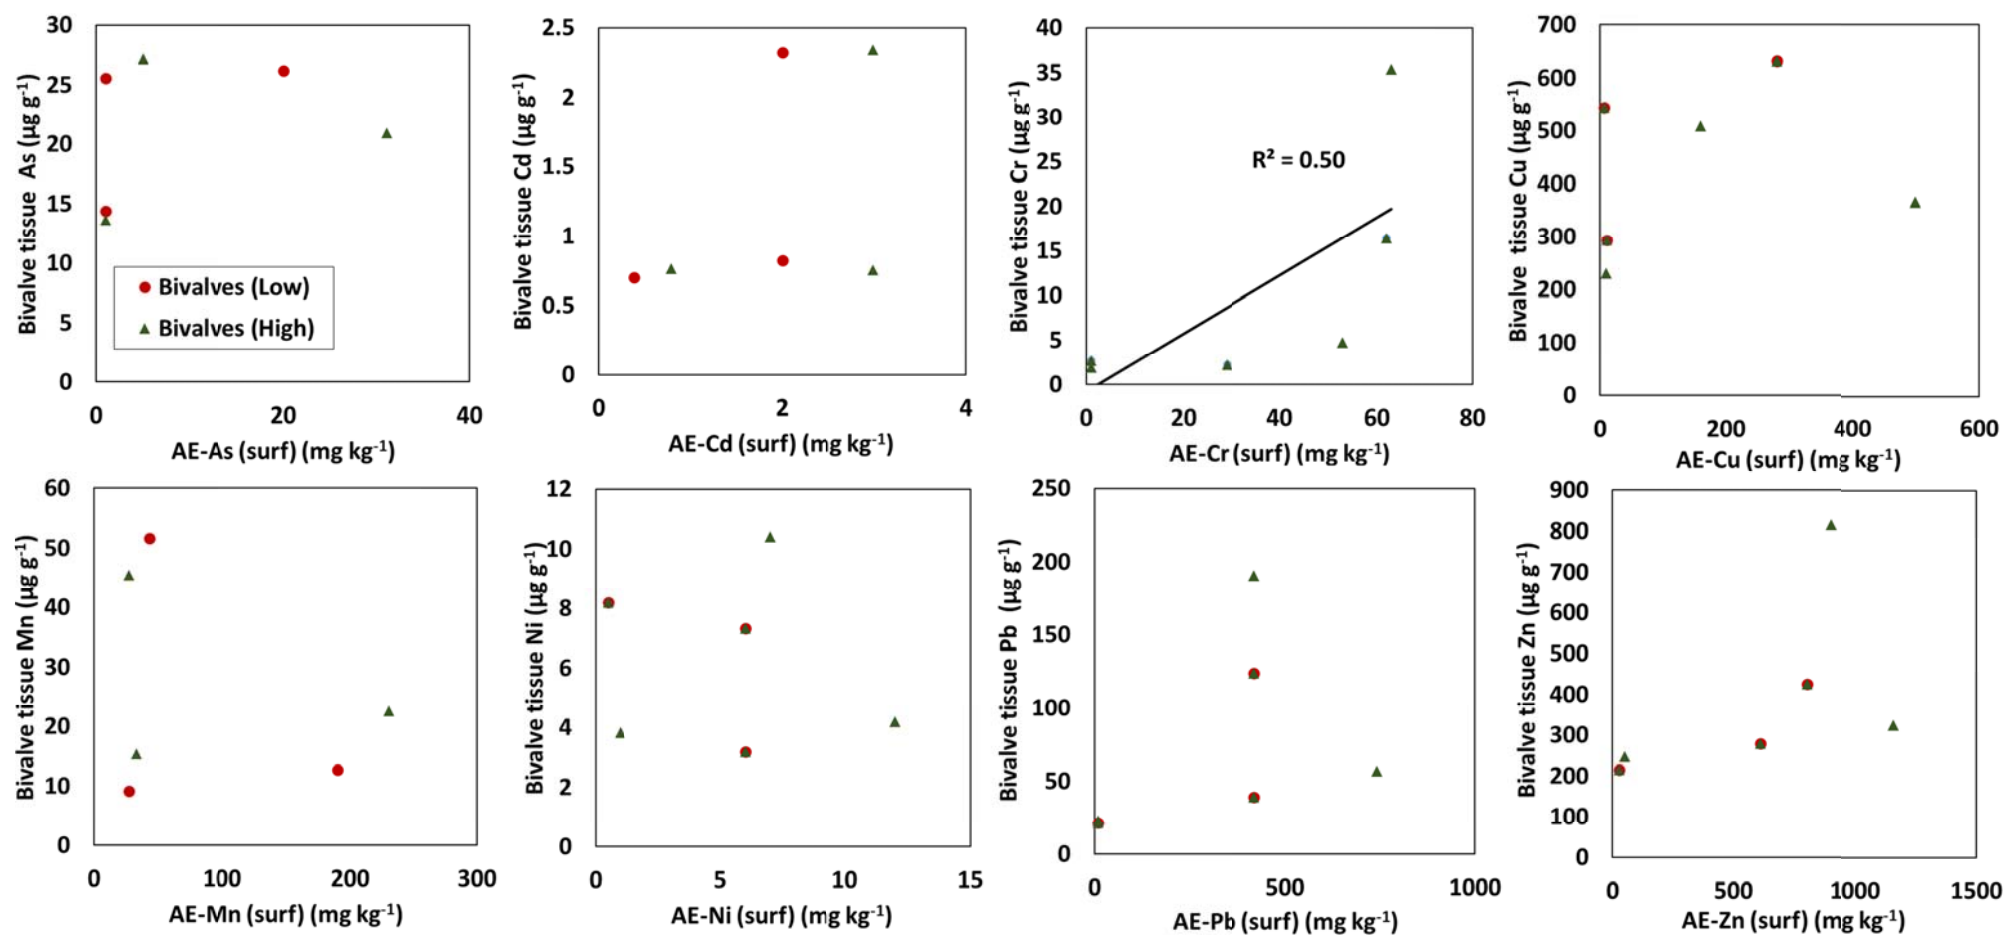 30
25
20
15
10
5
0
Bivalve tissue As (µg g-1)
Bivalves (Low)
Bivalves (High)
0 20 40
AE-As (surf) (mg kg-1)
2.5
2
1.5
1
0.5
0
Bivalve tissue Cd (µg g-1)
0 2 4
AE-Cd (surf) (mg kg-1)
40
35
30
25
20
15
10
5
0
Bivalve tissue Cr (µg g-1)
R² = 0.50
0 20 40 60 80
AE-Cr (surf) (mg kg-1)
700
600
500
400
300
200
100
0
Bivalve tissue Cu (µg g-1)
0 200 400 600
AE-Cu (surf) (mg kg-1)
60
50
40
30
20
10
0
Bivalve tissue Mn (µg g-1)
0 100 200 300
AE-Mn (surf) (mg kg-1)
12
10
8
6
4
2
0
Bivalve tissue Ni (µg g-1)
0 5 10 15
AE-Ni (surf) (mg kg-1)
250
200
150
100
50
0
Bivalve tissue Pb (µg g-1)
0 500 1000
AE-Pb (surf) (mg kg-1)
900
800
700
600
500
400
300
200
100
0
Bivalve tissue Zn (µg g-1)
0 500 1000 1500
AE-Zn (surf) (mg kg-1)